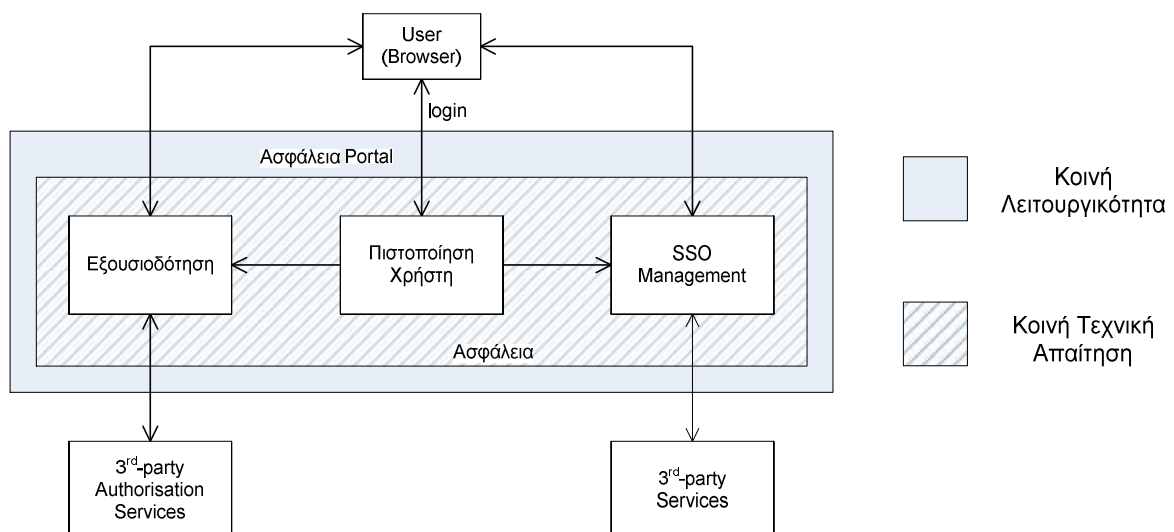 User
(Browser)
login
Ασφάλεια Portal
Κοινή
Λειτουργικότητα
Εξουσιοδότηση
Πιστοποίηση
Χρήστη
SSO
Management
Κοινή Τεχνική
Απαίτηση
Ασφάλεια
3rd-party
Authorisation
Services
3rd-party
Services